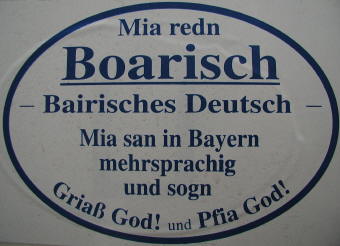 Mia redn
Boarisch
– Bairisches Deutsch –
Mia san in Bayern
mehrsprachig
und sogn
Griaß God! und Pfia God!